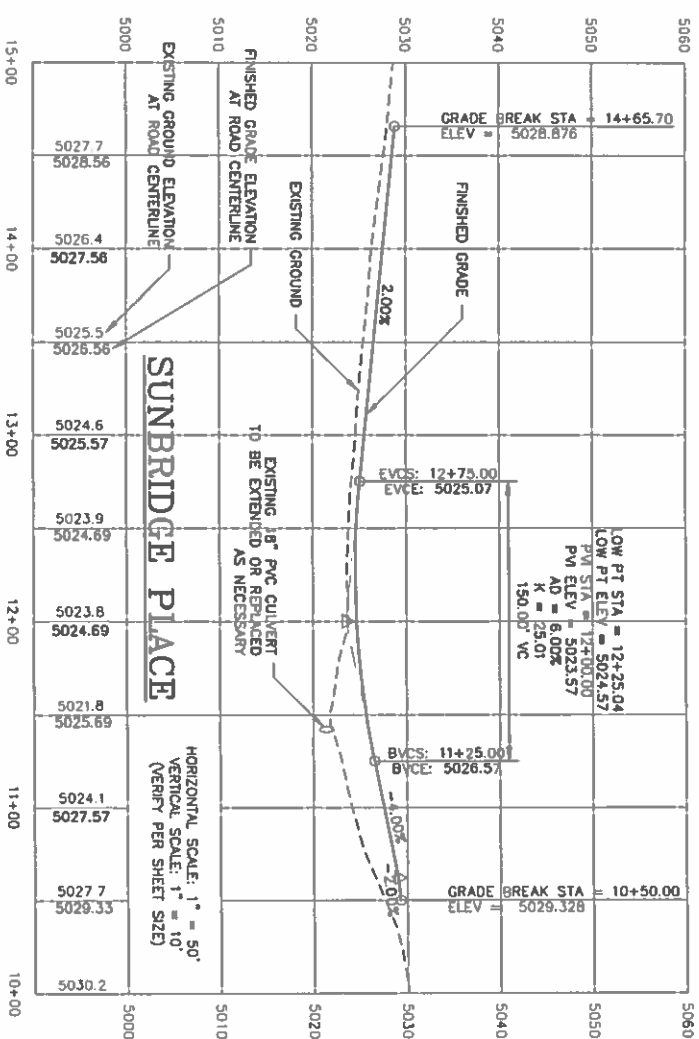 5060
5050
5040
5030
5020
5010
5000
GRADE BREAK STA = 14+65.70
ELEV = 5028.876
FINISHED GRADE
2.00%
EXISTING GROUND
FINISHED GRADE ELEVATION
AT ROAD CENTERLINE
EXISTING GROUND ELEVATION
AT ROAD CENTERLINE
LOW PT STA = 12+25.04
LOW PT ELEV = 5024.57
PVI STA = 12+00.00
PVI ELEV = 5023.57
AD = 6.00%
K = 25.01
150.00' VC
EVCS: 12+75.00
EVCE: 5025.07
BVCS: 11+25.00
BVCE: 5026.57
EXISTING 18" PVC CULVERT
TO BE EXTENDED OR REPLACED
AS NECESSARY
-4.00%
-2.00%
GRADE BREAK STA = 10+50.00
ELEV = 5029.328
SUNBRIDGE PLACE
HORIZONTAL SCALE: 1" = 50'
VERTICAL SCALE: 1" = 10'
(VERIFY PER SHEET SIZE)
5060
5050
5040
5030
5020
5010
5000
5027.7
5028.56
5026.4
5027.56
5025.5
5026.56
5024.6
5025.57
5023.9
5024.69
5023.8
5024.69
5021.8
5025.69
5024.1
5027.57
5027.7
5029.33
5030.2
15+00
14+00
13+00
12+00
11+00
10+00